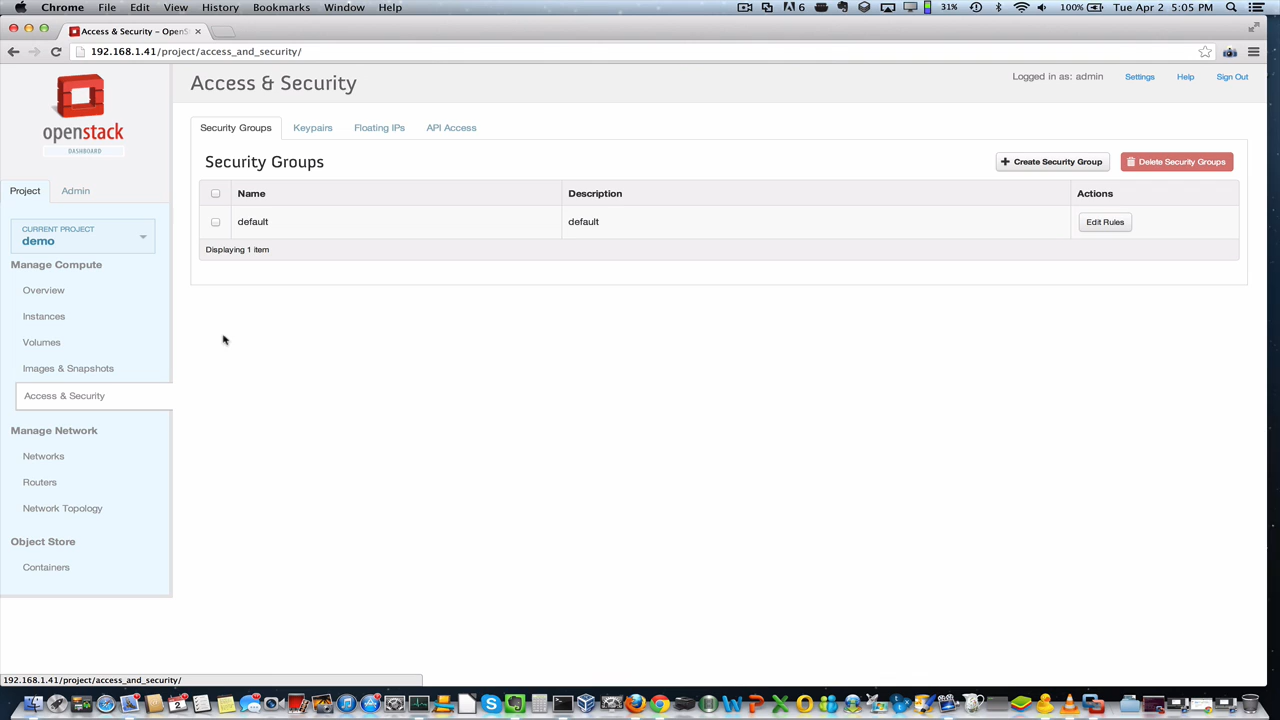 Chrome File Edit View History Bookmarks Window Help 6 31% 100% Tue Apr 2 5:05 PM
Access & Security - OpenS
192.168.1.41/project/access_and_security/
openstack
DASHBOARD
Access & Security
Logged in as: admin Settings Help Sign Out
Security Groups Keypairs Floating IPs API Access
Security Groups
Create Security Group Delete Security Groups
Name Description Actions
default default Edit Rules
Displaying 1 item
Project Admin
CURRENT PROJECT
demo
Manage Compute
Overview
Instances
Volumes
Images & Snapshots
Access & Security
Manage Network
Networks
Routers
Network Topology
Object Store
Containers
192.168.1.41/project/access_and_security/